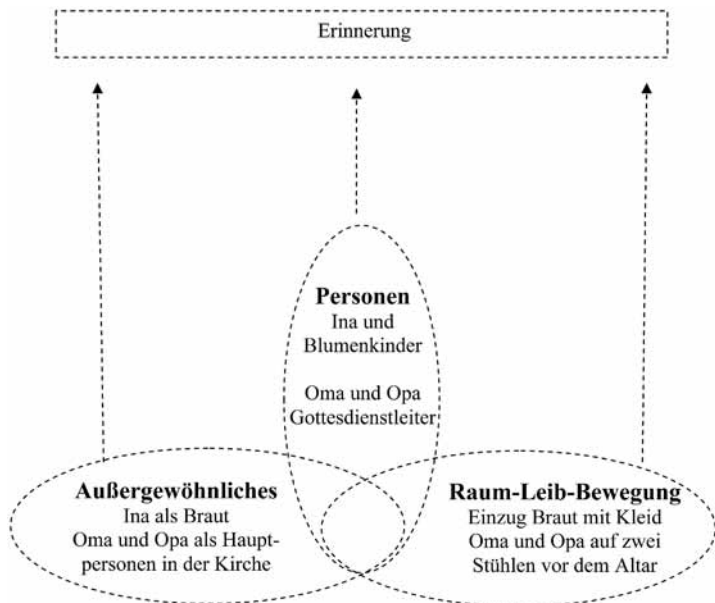 Erinnerung
Personen
Ina und
Blumenkinder
Oma und Opa
Gottesdienstleiter
Außergewöhnliches
Ina als Braut
Oma und Opa als Haupt-
personen in der Kirche
Raum-Leib-Bewegung
Einzug Braut mit Kleid
Oma und Opa auf zwei
Stühlen vor dem Altar